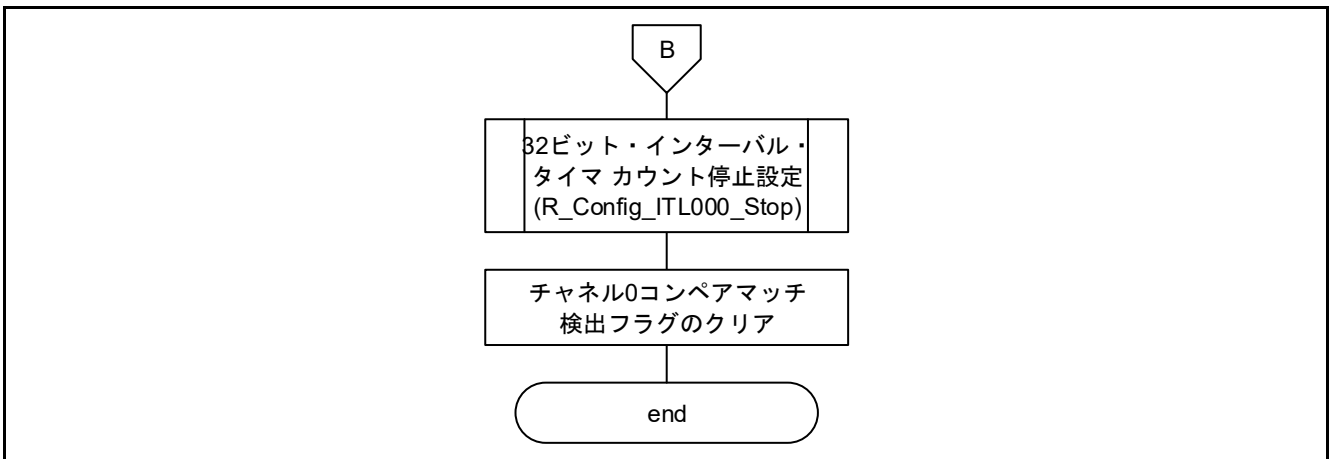 B
32ビット・インターバル・
タイマ カウント停止設定
(R_Config_ITL000_Stop)
チャネル0コンペアマッチ
検出フラグのクリア
end